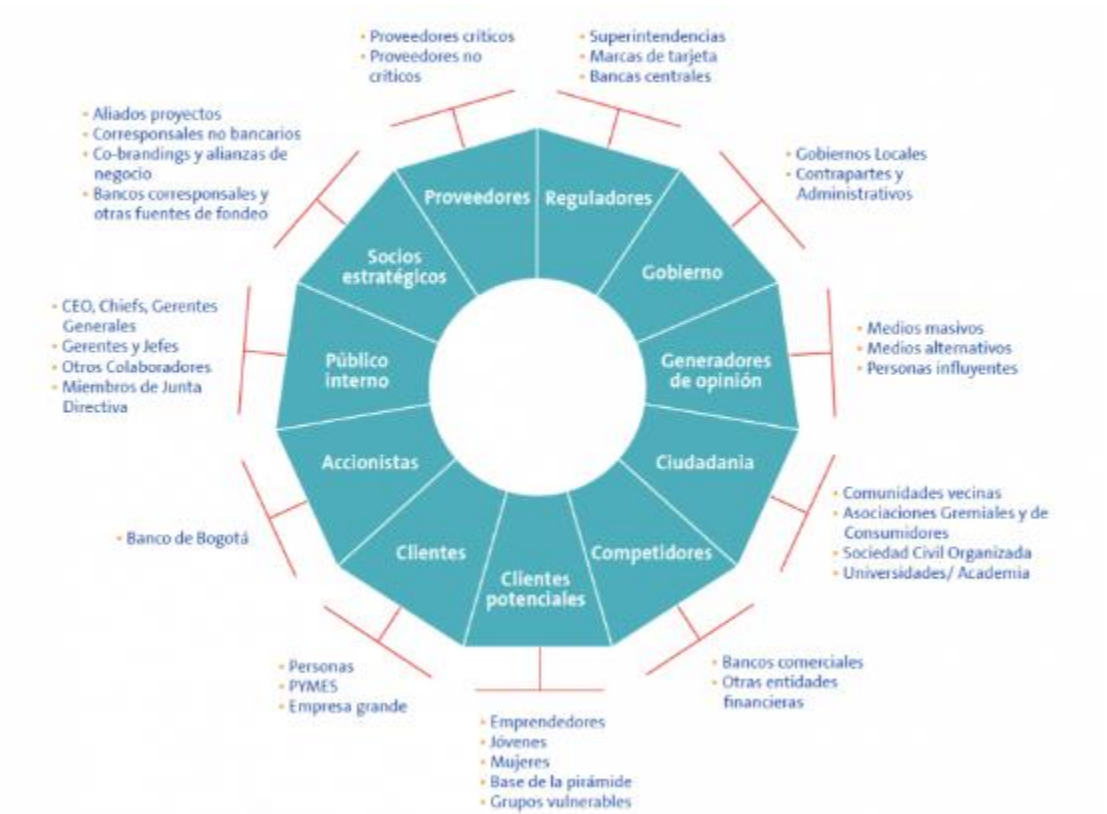 • Proveedores críticos
• Proveedores no
críticos
• Superintendencias
• Marcas de tarjeta
• Bancas centrales
• Aliados proyectos
• Corresponsales no bancarios
• Co-brandings y alianzas de
negocio
• Bancos corresponsales y
otras fuentes de fondeo
• Gobiernos Locales
• Contrapartes y
Administrativos
Proveedores
Reguladores
Socios
estratégicos
Gobierno
• CEO, Chiefs, Gerentes
Generales
• Gerentes y Jefes
• Otros Colaboradores
• Miembros de Junta
Directiva
Público
interno
Generadores
de opinión
• Medios masivos
• Medios alternativos
• Personas influyentes
Accionistas
Ciudadania
• Banco de Bogotá
Clientes
Clientes
potenciales
Competidores
• Comunidades vecinas
• Asociaciones Gremiales y de
Consumidores
• Sociedad Civil Organizada
• Universidades/ Academia
• Personas
• PYMES
• Empresa grande
• Emprendedores
• Jóvenes
• Mujeres
• Base de la pirámide
• Grupos vulnerables
• Bancos comerciales
• Otras entidades
financieras